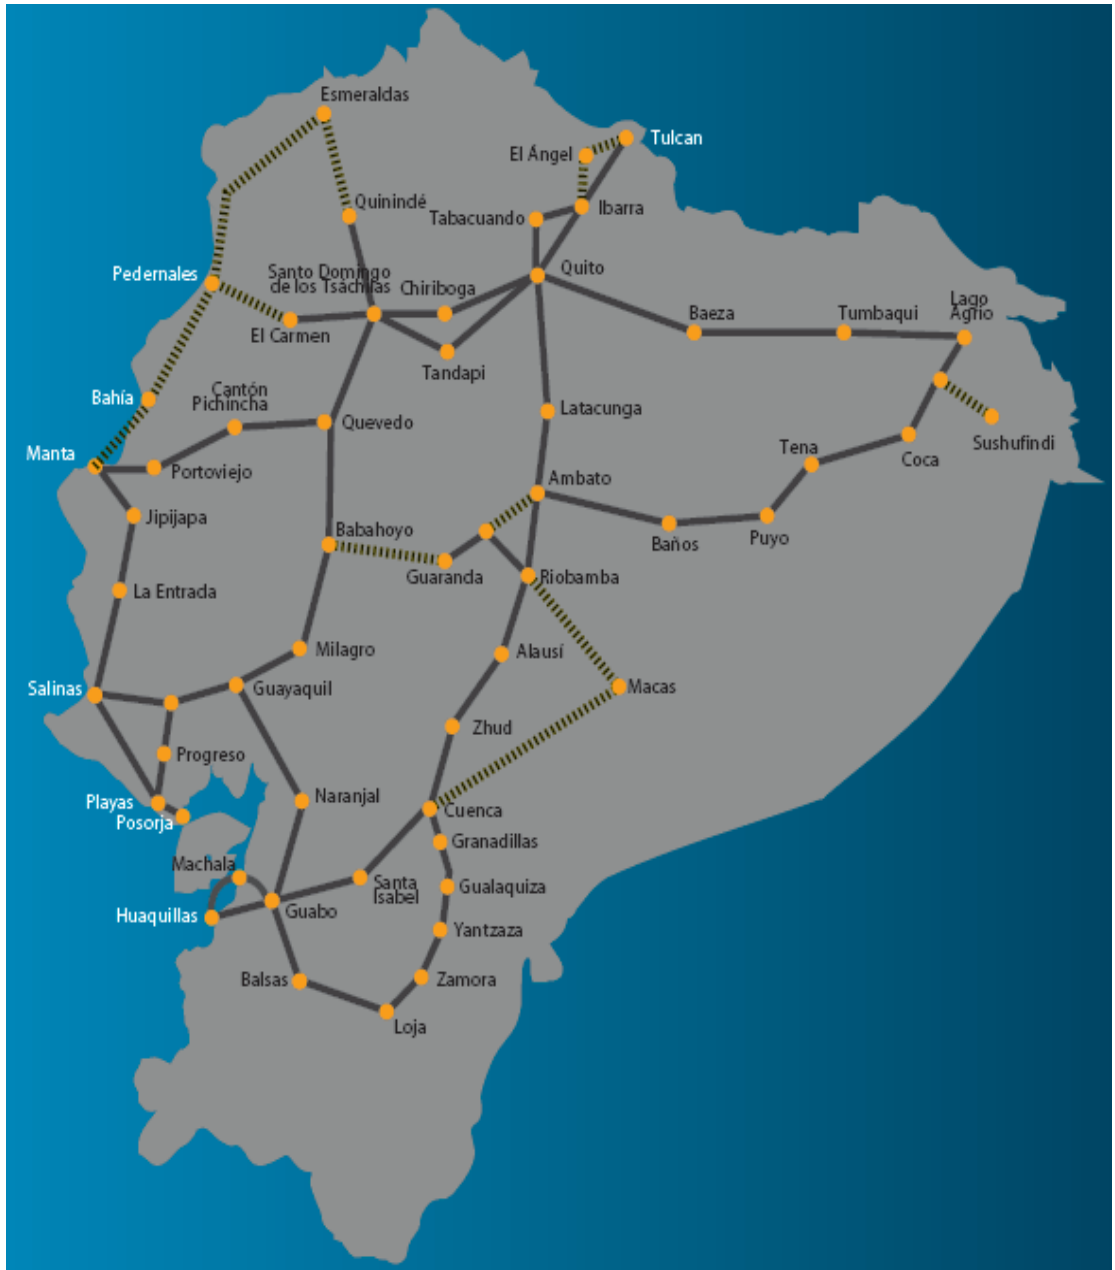 Esmeraldas
Tulcan
El Ángel
Quinindé
Ibarra
Tabacuando
Pedernales
Santo Domingo
de los Tsáchilas
Chiriboga
Quito
Lago
Agrio
Baeza
Tumbaqui
El Carmen
Tandapi
Bahía
Cantón
Pichincha
Quevedo
Latacunga
Manta
Portoviejo
Sushufindi
Tena
Coca
Ambato
Jipijapa
Babahoyo
Baños
Puyo
Guaranda
Riobamba
La Entrada
Milagro
Alausí
Salinas
Guayaquil
Macas
Zhud
Progreso
Naranjal
Playas
Posorja
Cuenca
Granadillas
Machala
Santa
Isabel
Gualaquiza
Huaquillas
Guabo
Yantzaza
Balsas
Zamora
Loja